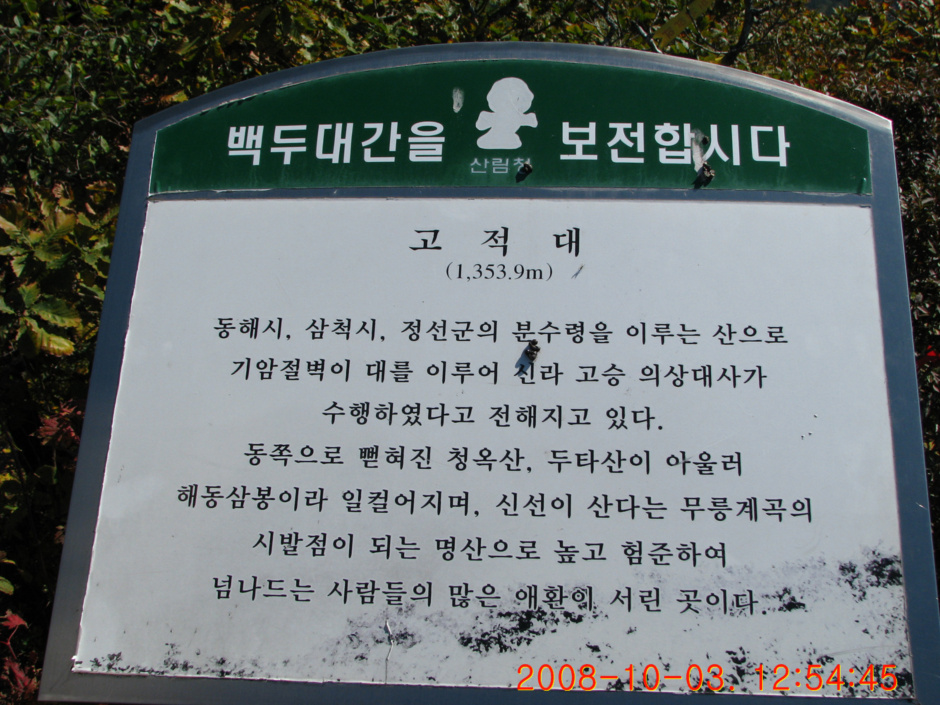 백두대간을 보전합시다
산림청
고 적 대
(1,353.9m)
동해시, 삼척시, 정선군의 분수령을 이루는 산으로
기암절벽이 대를 이루어 신라 고승 의상대사가
수행하였다고 전해지고 있다.
동쪽으로 뻗혀진 청옥산, 두타산이 아울러
해동삼봉이라 일컬어지며, 신선이 산다는 무릉계곡의
시발점이 되는 명산으로 높고 험준하여
넘나드는 사람들의 많은 애환이 서린 곳이다.
2008-10-03. 12:54:45